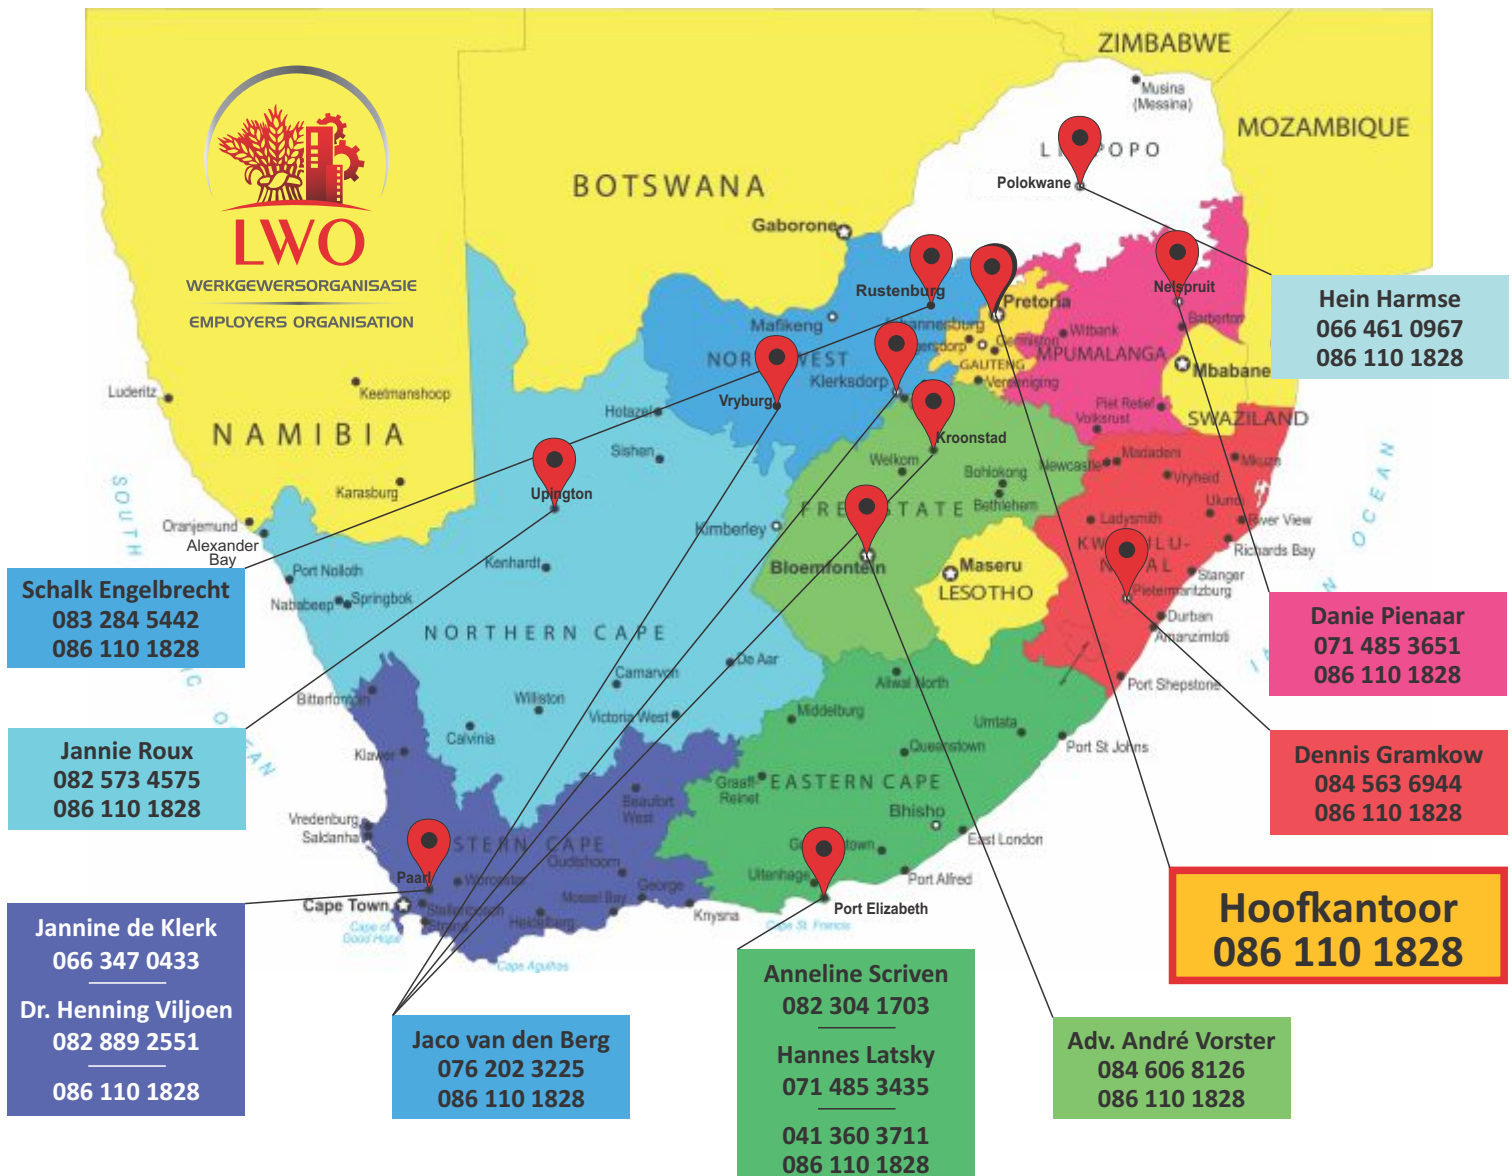 ZIMBABWE
Musina
(Messina)
MOZAMBIQUE
Polokwane
BOTSWANA
Gaborone
LWO
WERKGEWERSORGANISASIE
EMPLOYERS ORGANISATION
Rustenburg
Pretoria
Nelspruit
Barberton
Hein Harmse
066 461 0967
086 110 1828
Mafikeng
Witbank
MPUMALANGA
GAUTENG
Germiston
Vereeniging
Mbabane
Klerksdorp
Vryburg
Luderitz
Keetmanshoop
NAMIBIA
Hotazel
Sishen
Piet Retief
Volksrust
SWAZILAND
Kroonstad
Welkom
Bohlokong
Bethlehem
Newcastle
Madadeni
Mkuze
Vryheid
Ulundi
Upington
Karasburg
Oranjemund
Alexander
Bay
Kimberley
Bloemfontein
Ladysmith
River View
Richards Bay
Stanger
Maseru
LESOTHO
Pietermaritzburg
Durban
Amanzimtoti
Port Shepstone
Kenhardt
Port Nolloth
Nababeep
Springbok
Schalk Engelbrecht
083 284 5442
086 110 1828
Danie Pienaar
071 485 3651
086 110 1828
NORTHERN CAPE
De Aar
Carnarvon
Williston
Victoria West
Calvinia
Bitterfontein
Klawer
Aliwal North
Middelburg
Umtata
Queenstown
Port St Johns
Jannie Roux
082 573 4575
086 110 1828
Dennis Gramkow
084 563 6944
086 110 1828
Graaff-
Reinet
EASTERN CAPE
Bhisho
East London
Port Alfred
Uitenhage
Port Elizabeth
Beaufort
West
Vredenburg
Saldanha
Oudtshoorn
Paarl
Worcester
Cape Town
Stellenbosch
Strand
Heidelberg
Mossel Bay
George
Knysna
Cape of
Good Hope
Cape Agulhas
Cape St. Francis
SOUTH
OCEAN
OCEAN
Hoofkantoor
086 110 1828
Jannine de Klerk
066 347 0433
Dr. Henning Viljoen
082 889 2551
086 110 1828
Jaco van den Berg
076 202 3225
086 110 1828
Anneline Scriven
082 304 1703
Hannes Latsky
071 485 3435
041 360 3711
086 110 1828
Adv. André Vorster
084 606 8126
086 110 1828